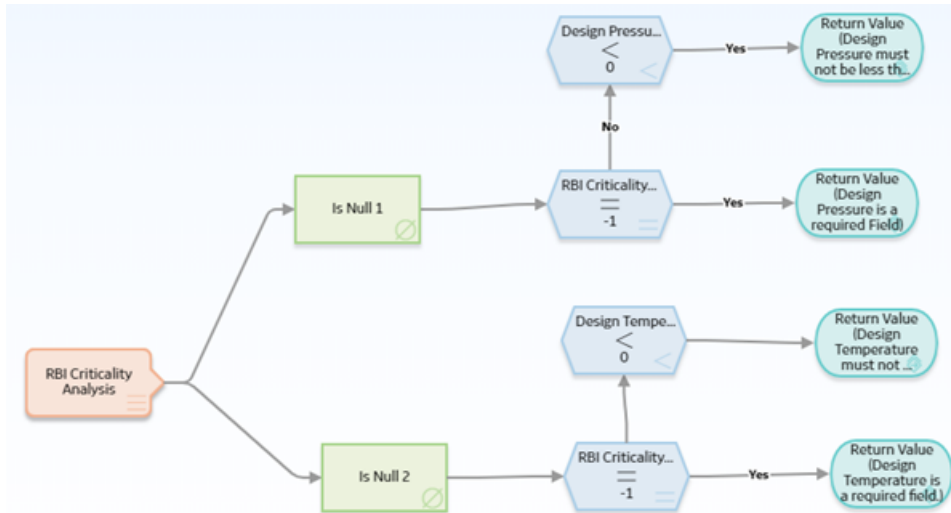 Design Pressu...
<
0
Yes
Return Value
(Design
Pressure must
not be less th...
No
Is Null 1
RBI Criticality...
=
-1
Yes
Return Value
(Design
Pressure is a
required Field)
RBI Criticality
Analysis
Design Tempe...
<
0
Return Value
(Design
Temperature
must not ...
Is Null 2
RBI Criticality...
=
-1
Yes
Return Value
(Design
Temperature is
a required field.)